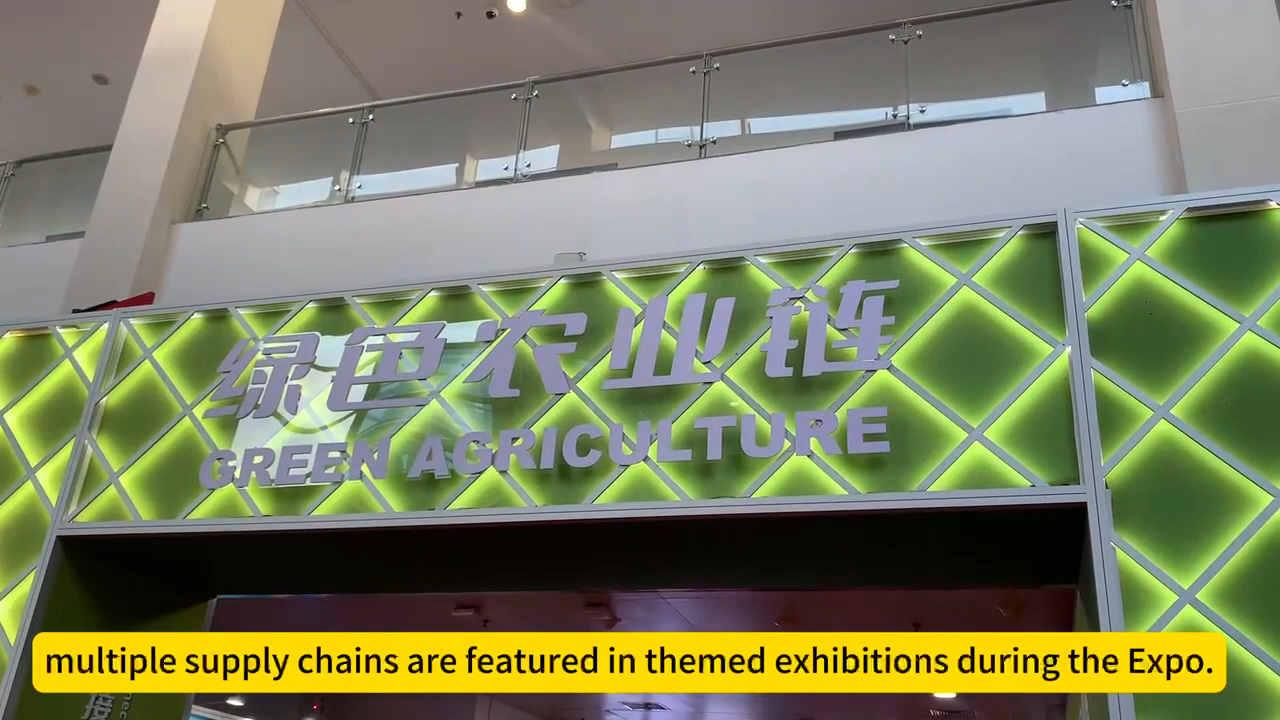 绿色农业链
GREEN AGRICULTURE
multiple supply chains are featured in themed exhibitions during the Expo.